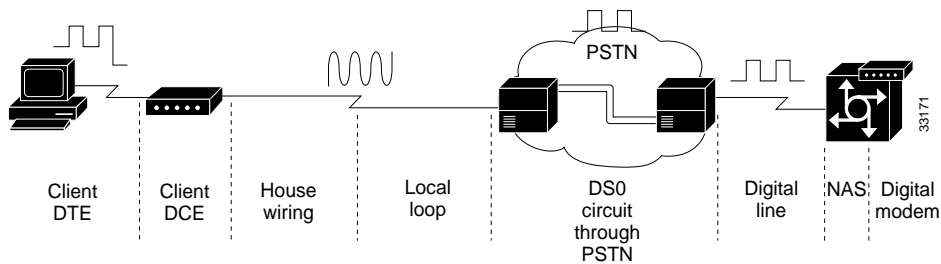 PSTN
33171
Client
DTE
Client
DCE
House
wiring
Local
loop
DS0
circuit
through
PSTN
Digital
line
NAS
Digital
modem